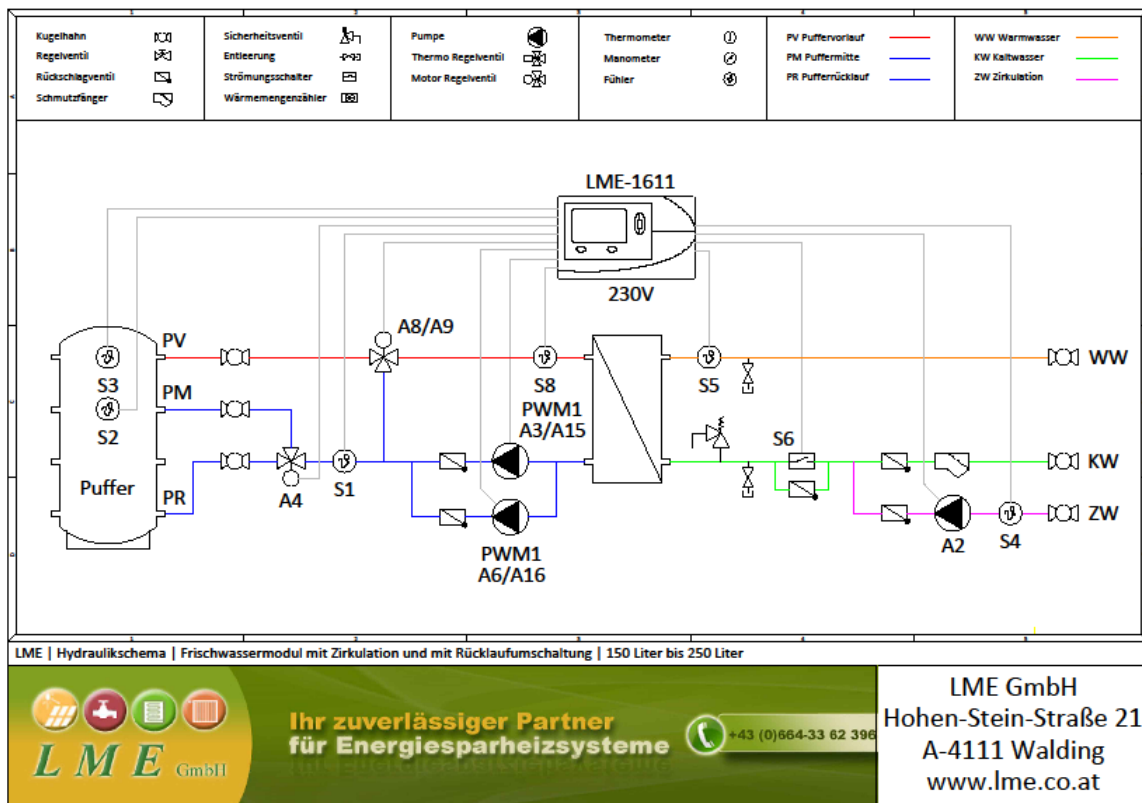 Kugelhahn
Regelventil
Rückschlagventil
Schmutzfänger
Sicherheitsventil
Entleerung
Strömungsschalter
Wärmemengenzähler
Pumpe
Thermo Regelventil
Motor Regelventil
Thermometer
Manometer
Fühler
PV Puffervorlauf
PM Puffermitte
PR Pufferrücklauf
WW Warmwasser
KW Kaltwasser
ZW Zirkulation
LME-1611
230V
A8/A9
PV
S3
S8
S5
WW
PM
S2
PWM1
A3/A15
S6
KW
Puffer
PR
A4
S1
ZW
PWM1
A6/A16
A2
S4
LME | Hydraulikschema | Frischwassermodul mit Zirkulation und mit Rücklaufumschaltung | 150 Liter bis 250 Liter
L M E GmbH
Ihr zuverlässiger Partner
für Energiesparheizsysteme
+43 (0)664-33 62 396
LME GmbH
Hohen-Stein-Straße 21
A-4111 Walding
www.lme.co.at